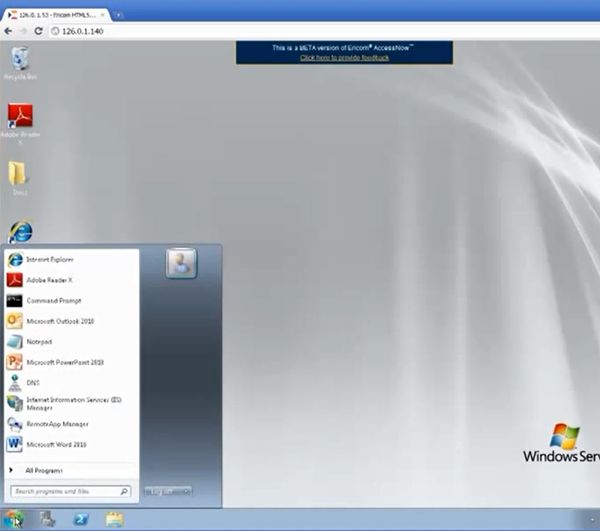 126.0.1.53 - Ericom HTML5...
126.0.1.140
This is a BETA version of Ericom® AccessNow™
Click here to provide feedback
Recycle Bin
Adobe Reader
X
Docs
Internet Explorer
Adobe Reader X
Command Prompt
Microsoft Outlook 2010
Notepad
Microsoft PowerPoint 2010
DNS
Internet Information Services (IIS)
Manager
RemoteApp Manager
Microsoft Word 2010
All Programs
Search programs and files
Log off
Windows Serv